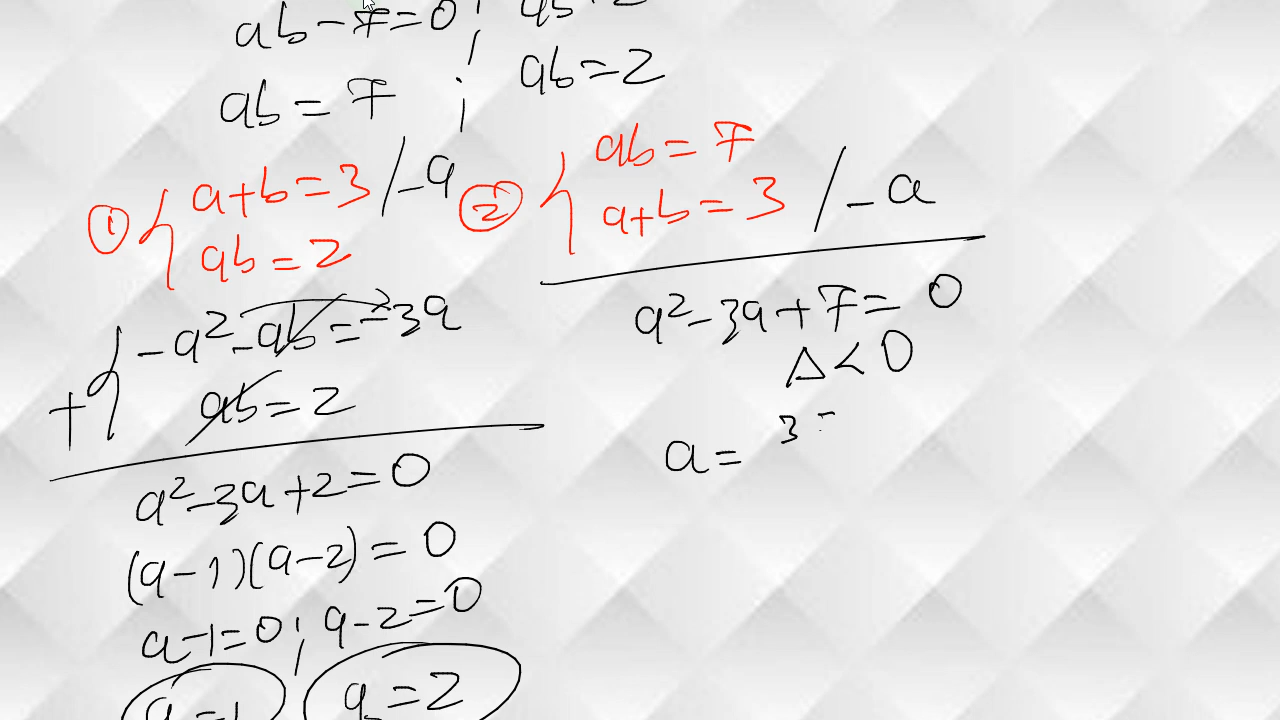 ab - 7 = 0 ;
ab = 7 ; ab = 2
① { a+b = 3 /-a
ab = 2
+ { -a² - ab = -3a
ab = 2
a² - 3a + 2 = 0
(a-1)(a-2) = 0
a-1 = 0 ; a-2 = 0
a = 1 a = 2
② { ab = 7
a+b = 3 /-a
a² - 3a + 7 = 0
Δ < 0
a = 3